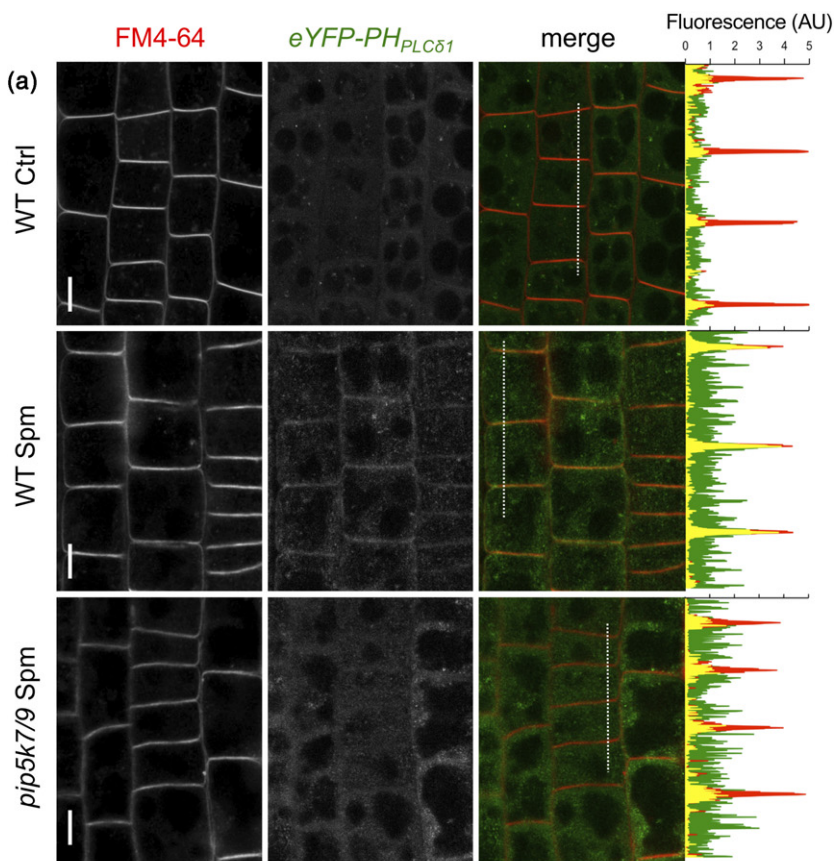 FM4-64 eYFP-PH_PLCδ1 merge Fluorescence (AU)
0 1 2 3 4 5
(a)
WT Ctrl
WT Spm
pip5k7/9 Spm